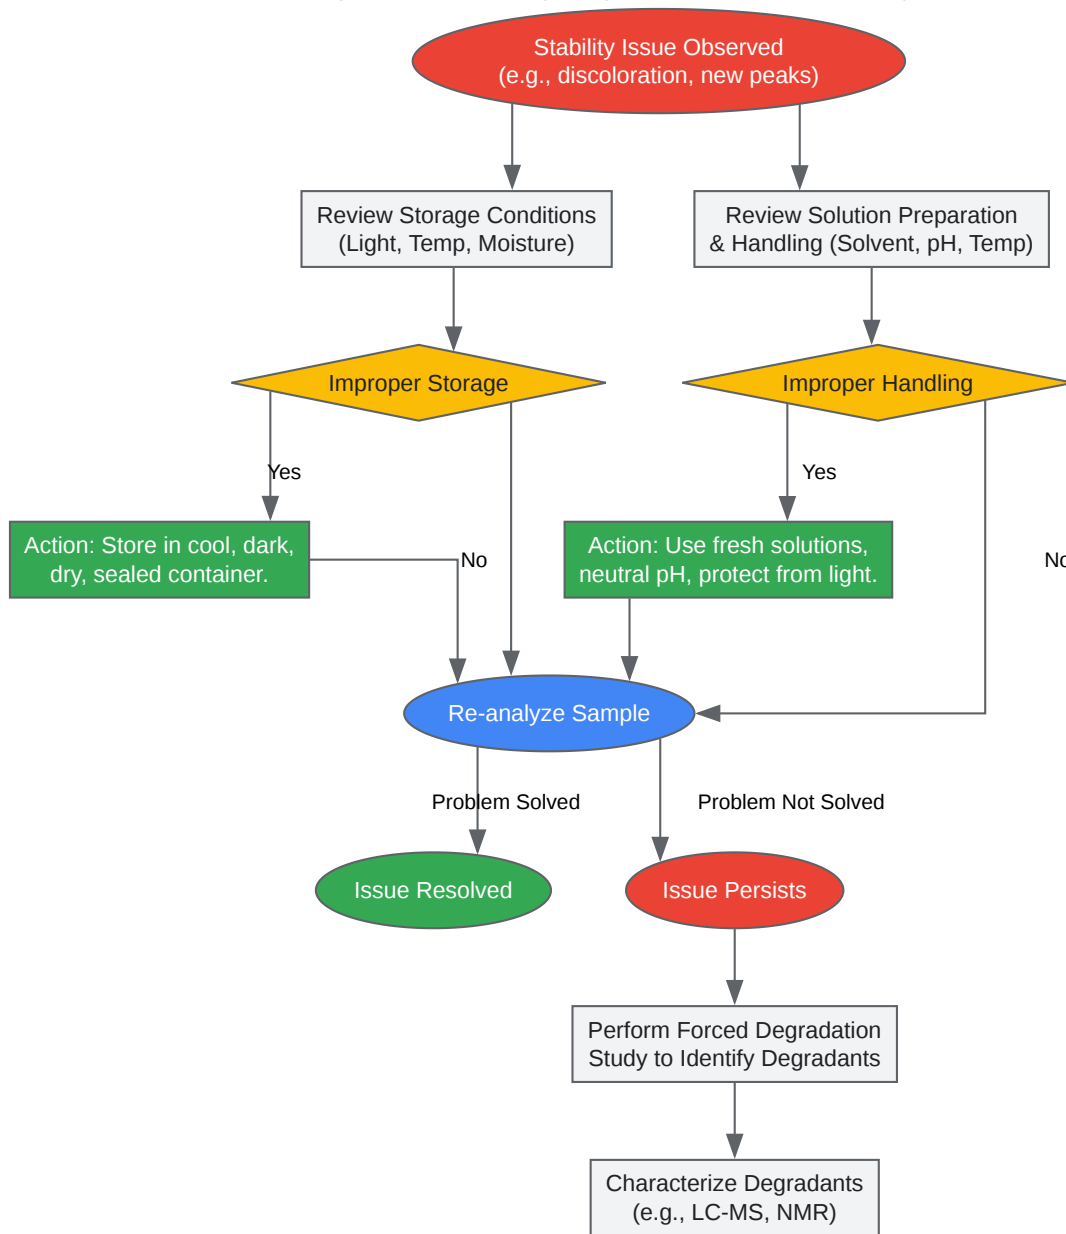 Stability Issue Observed
(e.g., discoloration, new peaks)
Review Storage Conditions
(Light, Temp, Moisture)
Review Solution Preparation
& Handling (Solvent, pH, Temp)
Improper Storage
Improper Handling
Yes
Yes
Action: Store in cool, dark,
dry, sealed container.
No
Action: Use fresh solutions,
neutral pH, protect from light.
No
Re-analyze Sample
Problem Solved
Problem Not Solved
Issue Resolved
Issue Persists
Perform Forced Degradation
Study to Identify Degradants
Characterize Degradants
(e.g., LC-MS, NMR)